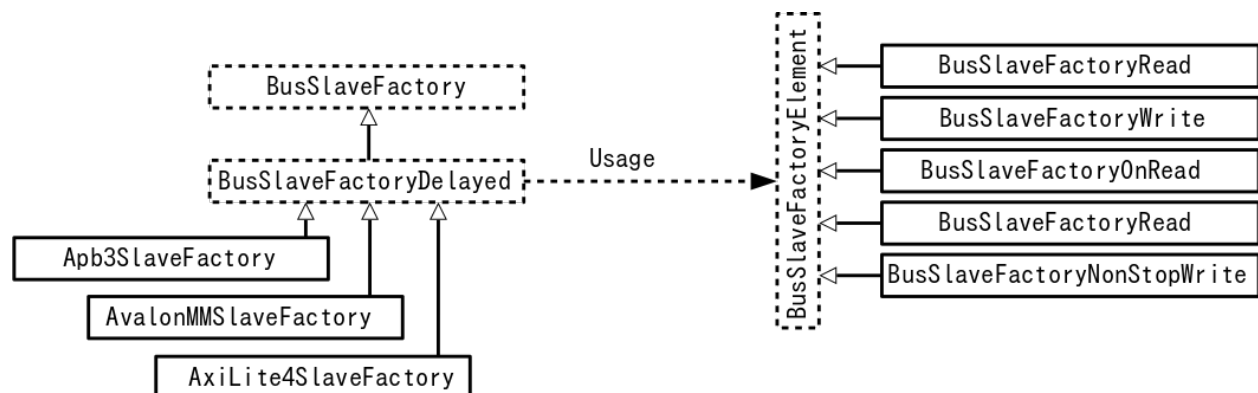 BusSlaveFactory
BusSlaveFactoryDelayed
Apb3SlaveFactory
AvalonMMSlaveFactory
AxiLite4SlaveFactory
Usage
BusSlaveFactoryElement
BusSlaveFactoryRead
BusSlaveFactoryWrite
BusSlaveFactoryOnRead
BusSlaveFactoryRead
BusSlaveFactoryNonStopWrite